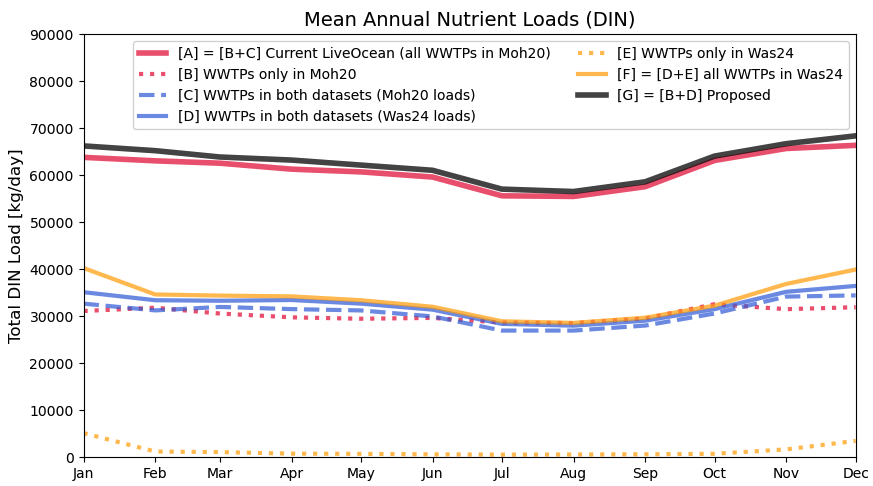 Mean Annual Nutrient Loads (DIN)
[A] = [B+C] Current LiveOcean (all WWTPs in Moh20)
[B] WWTPs only in Moh20
[C] WWTPs in both datasets (Moh20 loads)
[D] WWTPs in both datasets (Was24 loads)
[E] WWTPs only in Was24
[F] = [D+E] all WWTPs in Was24
[G] = [B+D] Proposed
Total DIN Load [kg/day]
90000
80000
70000
60000
50000
40000
30000
20000
10000
0
Jan Feb Mar Apr May Jun Jul Aug Sep Oct Nov Dec